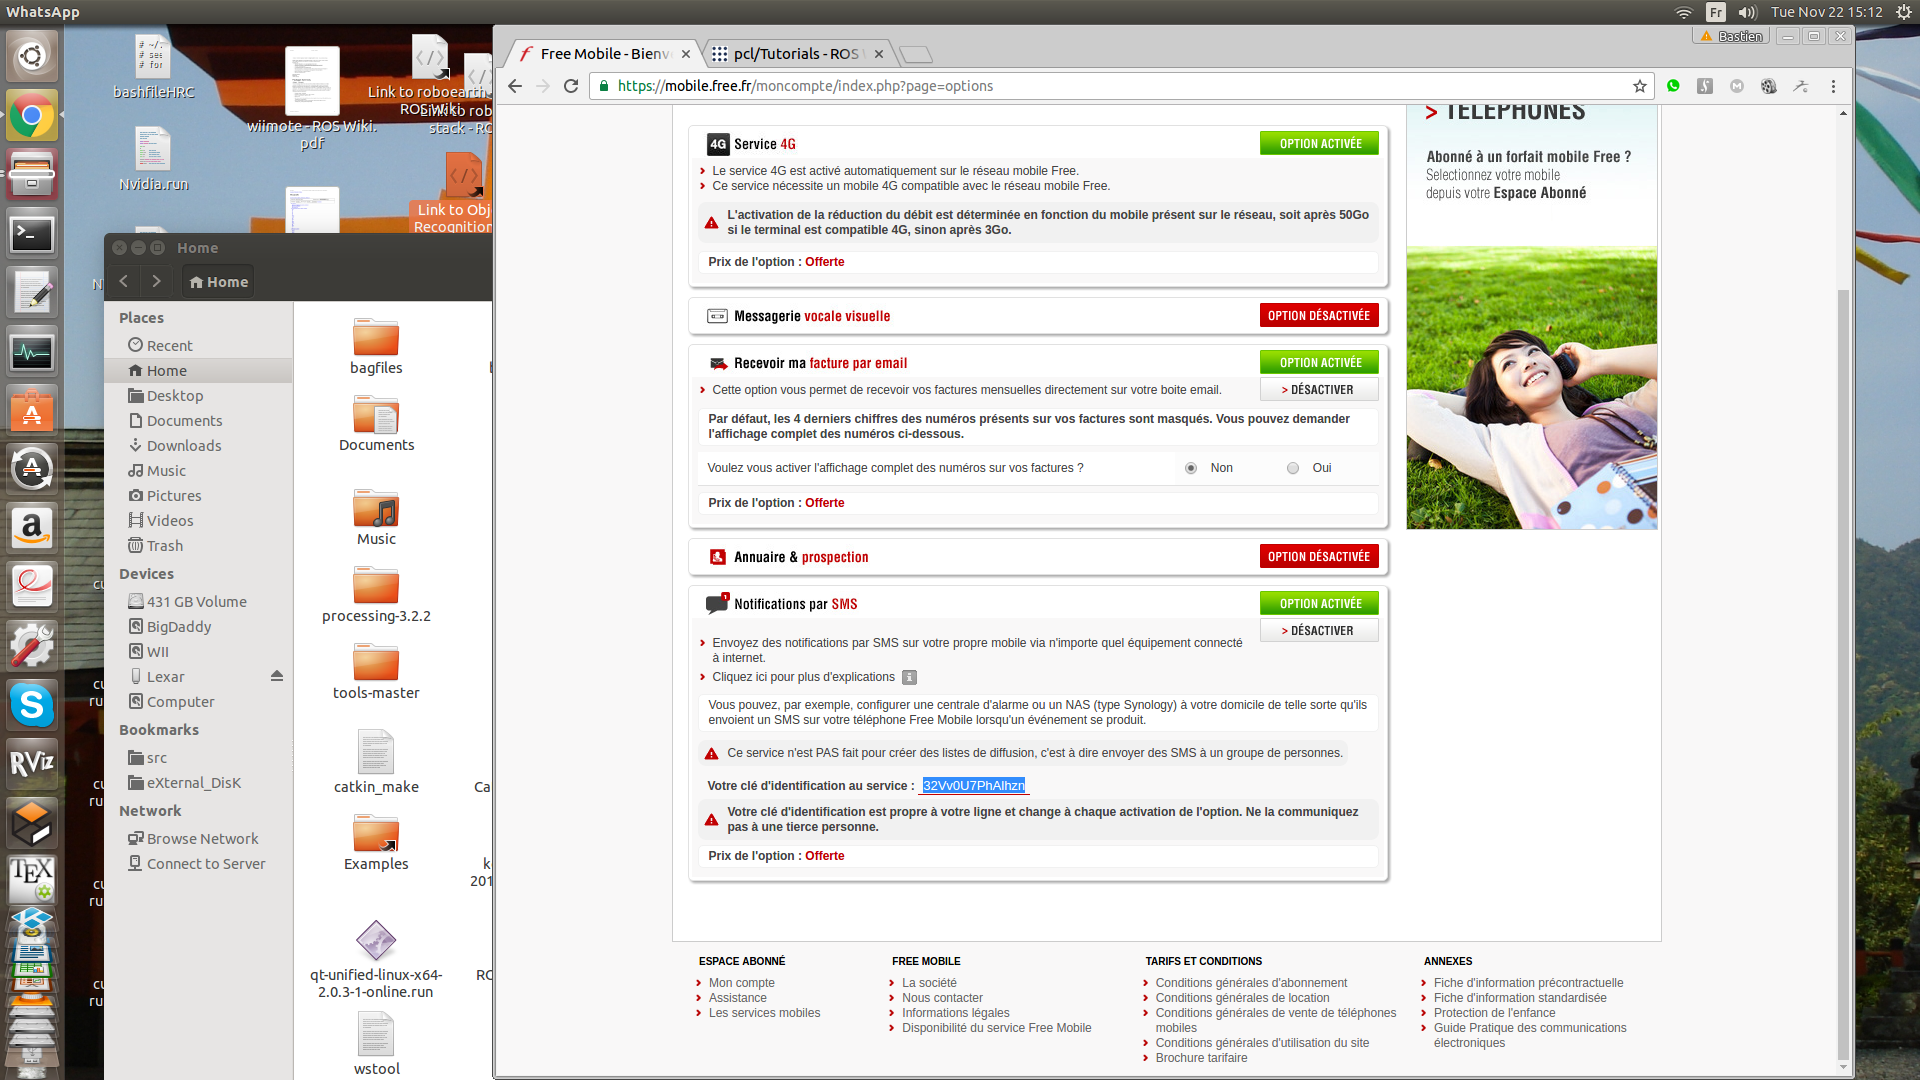 WhatsApp
Fr
Tue Nov 22 15:12
bashfileHRC
Nvidia.run
wiimote - ROS Wiki.
pdf
Link to roboearth
ROS Wiki
Link to rob
stack - RO
Link to Obj
Recognition
Bastien
Free Mobile - Bienv
pcl/Tutorials - ROS
https://mobile.free.fr/moncompte/index.php?page=options
Home
Home
Places
Recent
Home
Desktop
Documents
Downloads
Music
Pictures
Videos
Trash
Devices
431 GB Volume
BigDaddy
WII
Lexar
Computer
Bookmarks
src
eXternal_DisK
Network
Browse Network
Connect to Server
bagfiles
Documents
Music
processing-3.2.2
tools-master
catkin_make
Examples
qt-unified-linux-x64-
2.0.3-1-online.run
wstool
RViz
TEX
4G Service 4G
OPTION ACTIVÉE
Le service 4G est activé automatiquement sur le réseau mobile Free.
Ce service nécessite un mobile 4G compatible avec le réseau mobile Free.
L'activation de la réduction du débit est déterminée en fonction du mobile présent sur le réseau, soit après 50Go
si le terminal est compatible 4G, sinon après 3Go.
Prix de l'option : Offerte
Messagerie vocale visuelle
OPTION DÉSACTIVÉE
Recevoir ma facture par email
OPTION ACTIVÉE
Cette option vous permet de recevoir vos factures mensuelles directement sur votre boite email.
> DÉSACTIVER
Par défaut, les 4 derniers chiffres des numéros présents sur vos factures sont masqués. Vous pouvez demander
l'affichage complet des numéros ci-dessous.
Voulez vous activer l'affichage complet des numéros sur vos factures ?
Non
Oui
Prix de l'option : Offerte
Annuaire & prospection
OPTION DÉSACTIVÉE
Notifications par SMS
OPTION ACTIVÉE
> DÉSACTIVER
Envoyez des notifications par SMS sur votre propre mobile via n'importe quel équipement connecté
à internet.
Cliquez ici pour plus d'explications
Vous pouvez, par exemple, configurer une centrale d'alarme ou un NAS (type Synology) à votre domicile de telle sorte qu'ils
envoient un SMS sur votre téléphone Free Mobile lorsqu'un événement se produit.
Ce service n'est PAS fait pour créer des listes de diffusion, c'est à dire envoyer des SMS à un groupe de personnes.
Votre clé d'identification au service : 32Vv0U7PhAlhzn
Votre clé d'identification est propre à votre ligne et change à chaque activation de l'option. Ne la communiquez
pas à une tierce personne.
Prix de l'option : Offerte
> TÉLÉPHONES
Abonné à un forfait mobile Free ?
Selectionnez votre mobile
depuis votre Espace Abonné
ESPACE ABONNÉ
Mon compte
Assistance
Les services mobiles
FREE MOBILE
La société
Nous contacter
Informations légales
Disponibilité du service Free Mobile
TARIFS ET CONDITIONS
Conditions générales d'abonnement
Conditions générales de location
Conditions générales de vente de téléphones
mobiles
Conditions générales d'utilisation du site
Brochure tarifaire
ANNEXES
Fiche d'information précontractuelle
Fiche d'information standardisée
Protection de l'enfance
Guide Pratique des communications
électroniques